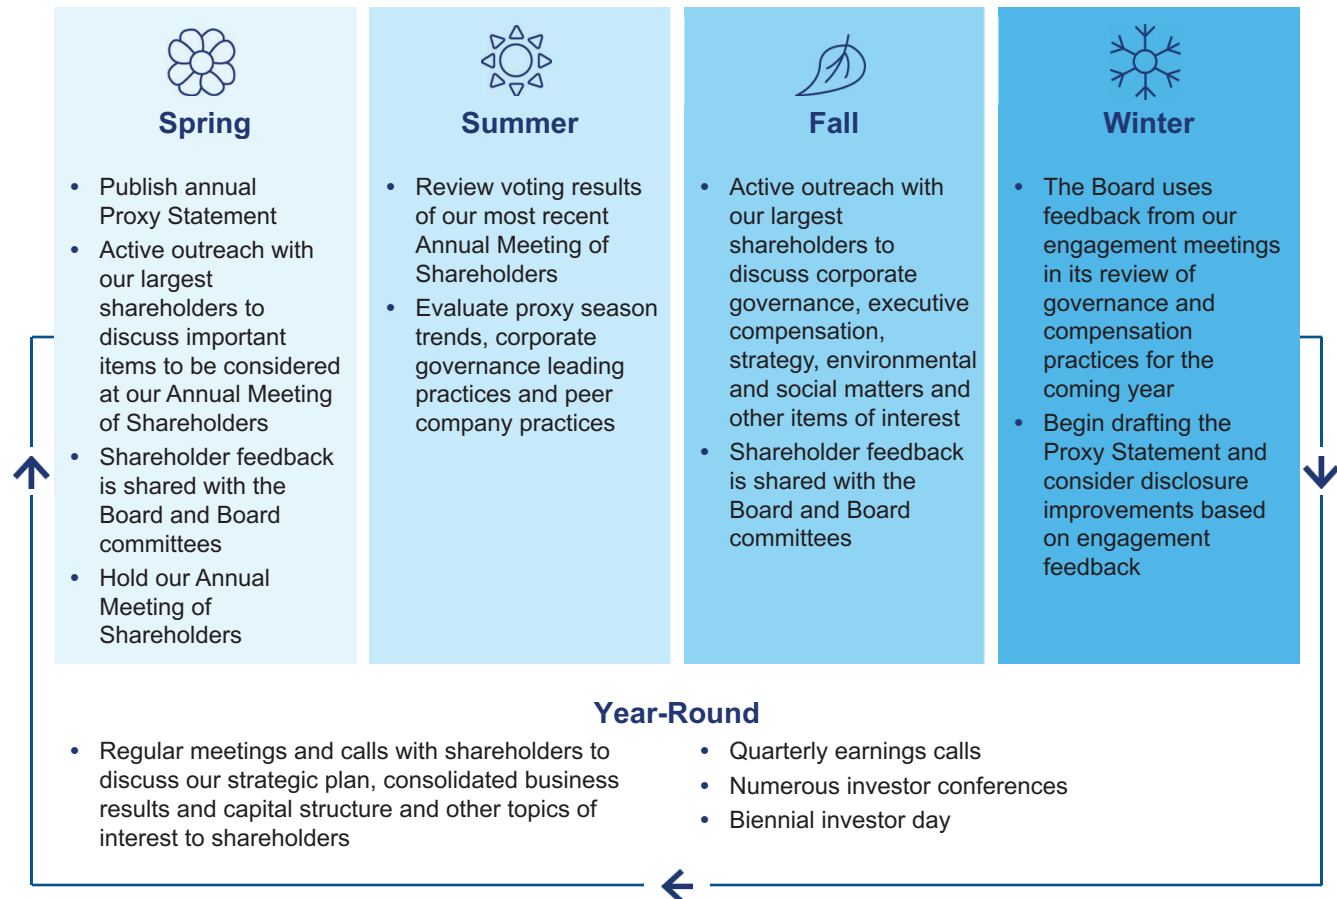 Spring
• Publish annual
Proxy Statement
• Active outreach with
our largest
shareholders to
discuss important
items to be considered
at our Annual Meeting
of Shareholders
• Shareholder feedback
is shared with the
Board and Board
committees
• Hold our Annual
Meeting of
Shareholders
Summer
• Review voting results
of our most recent
Annual Meeting of
Shareholders
• Evaluate proxy season
trends, corporate
governance leading
practices and peer
company practices
Fall
• Active outreach with
our largest
shareholders to
discuss corporate
governance, executive
compensation,
strategy, environmental
and social matters and
other items of interest
• Shareholder feedback
is shared with the
Board and Board
committees
Winter
• The Board uses
feedback from our
engagement meetings
in its review of
governance and
compensation
practices for the
coming year
• Begin drafting the
Proxy Statement and
consider disclosure
improvements based
on engagement
feedback
Year-Round
• Regular meetings and calls with shareholders to
discuss our strategic plan, consolidated business
results and capital structure and other topics of
interest to shareholders
• Quarterly earnings calls
• Numerous investor conferences
• Biennial investor day